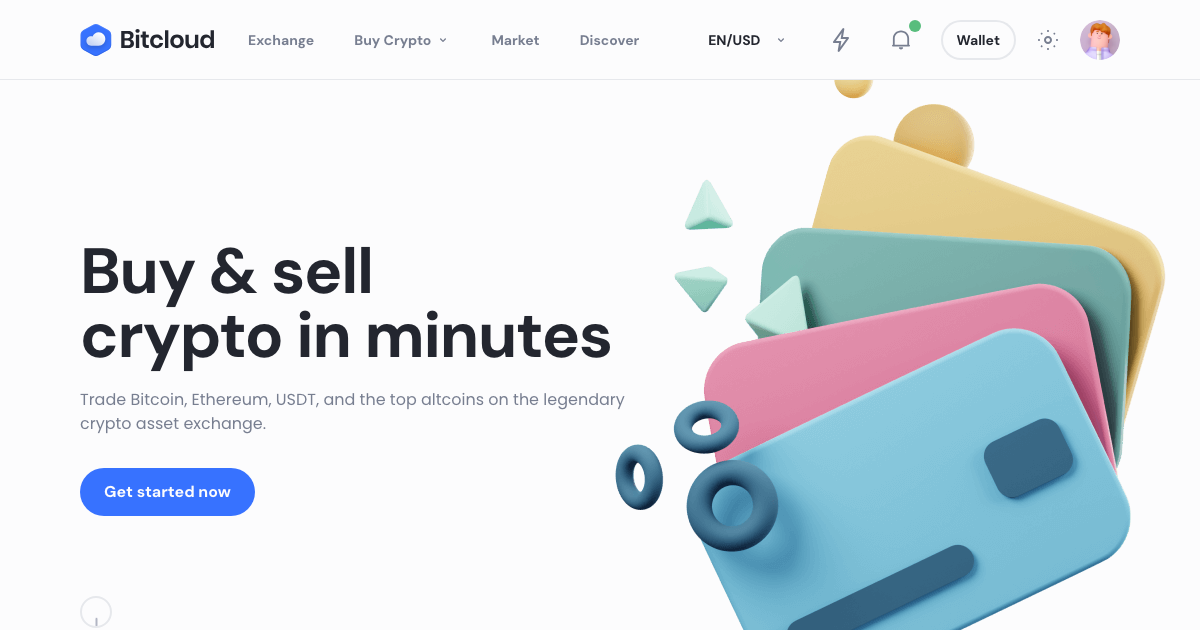 Bitcloud
Exchange
Buy Crypto
Market
Discover
EN/USD
Wallet
Buy & sell
crypto in minutes
Trade Bitcoin, Ethereum, USDT, and the top altcoins on the legendary
crypto asset exchange.
Get started now